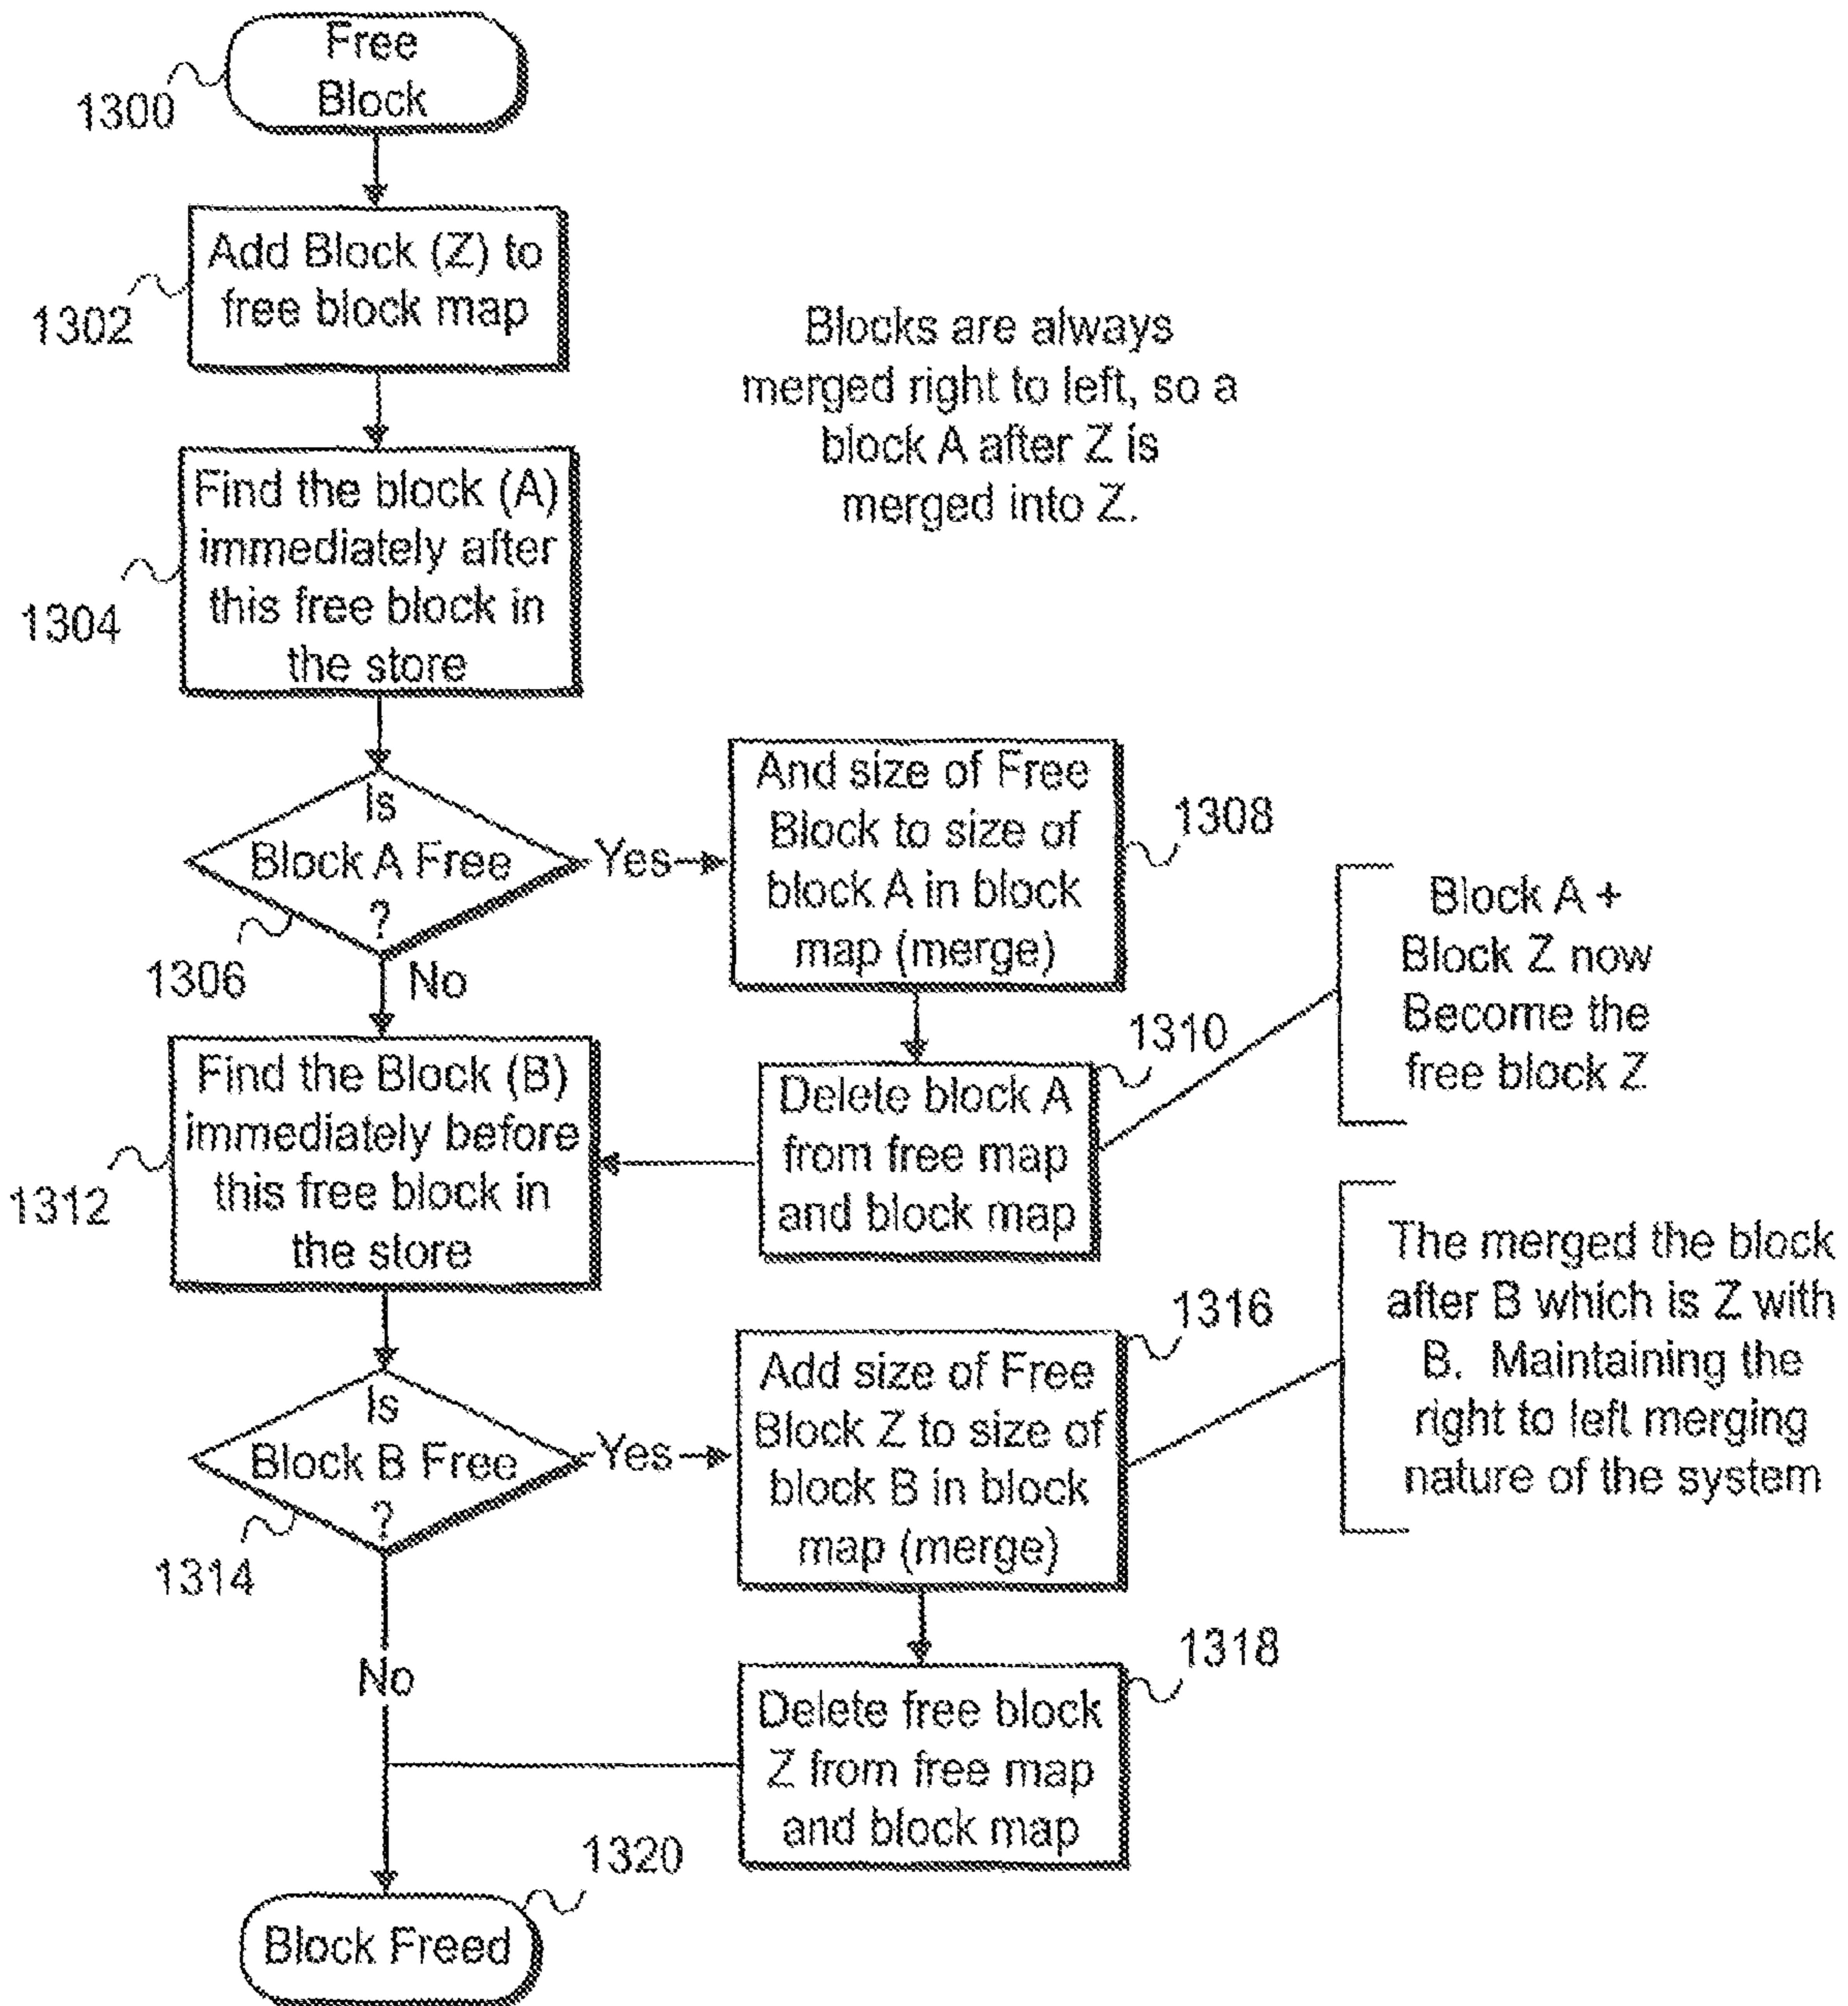 Free
Block
1300
Add Block (Z) to
free block map
1302
Blocks are always
merged right to left, so a
block A after Z is
merged into Z.
Find the block (A)
immediately after
this free block in
the store
1304
Is
Block A Free
?
1306
Yes
No
And size of Free
Block to size of
block A in block
map (merge)
1308
Block A +
Block Z now
Become the
free block Z
1310
Delete block A
from free map
and block map
Find the Block (B)
immediately before
this free block in
the store
1312
The merged the block
after B which is Z with
B. Maintaining the
right to left merging
nature of the system
Is
Block B Free
?
1314
Yes
No
1316
Add size of Free
Block Z to size of
block B in block
map (merge)
1318
Delete free block
Z from free map
and block map
1320
Block Freed